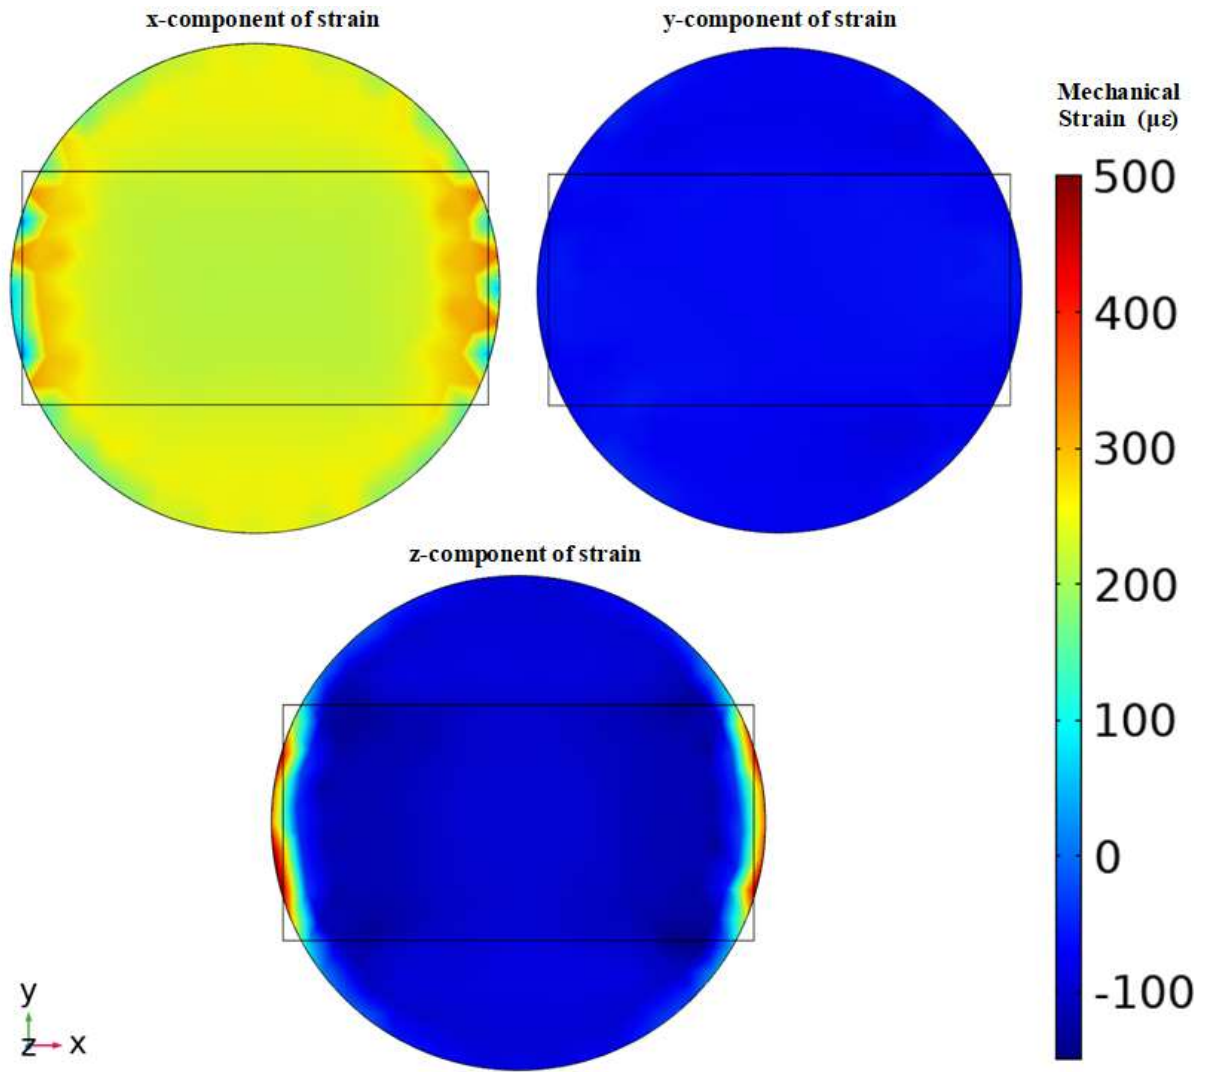 x-component of strain
y-component of strain
Mechanical
Strain (με)
500
400
300
200
100
0
-100
z-component of strain
y
z
x